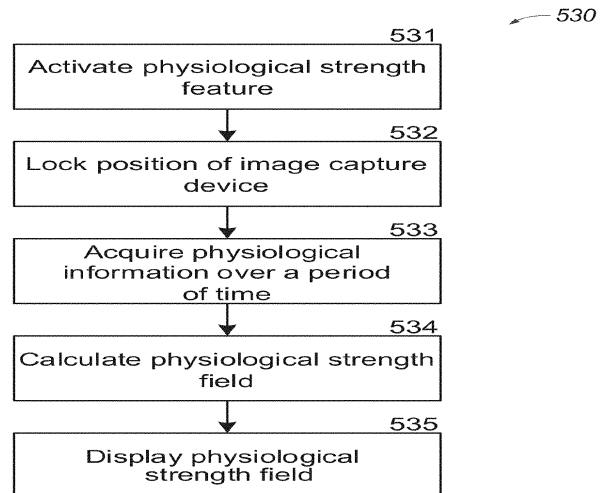 530
531
Activate physiological strength
feature
532
Lock position of image capture
device
533
Acquire physiological
information over a period
of time
534
Calculate physiological strength
field
535
Display physiological
strength field